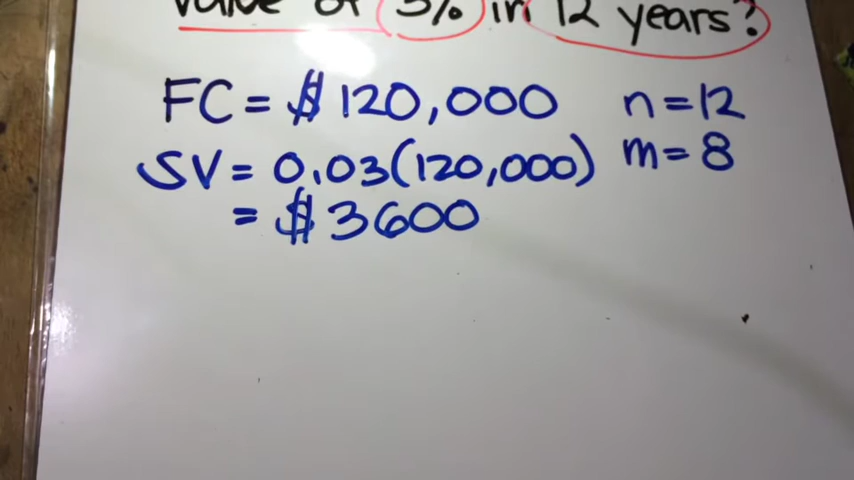 value of 3% in 12 years?
FC = $ 120,000 n = 12
SV = 0.03(120,000) m = 8
= $ 3600